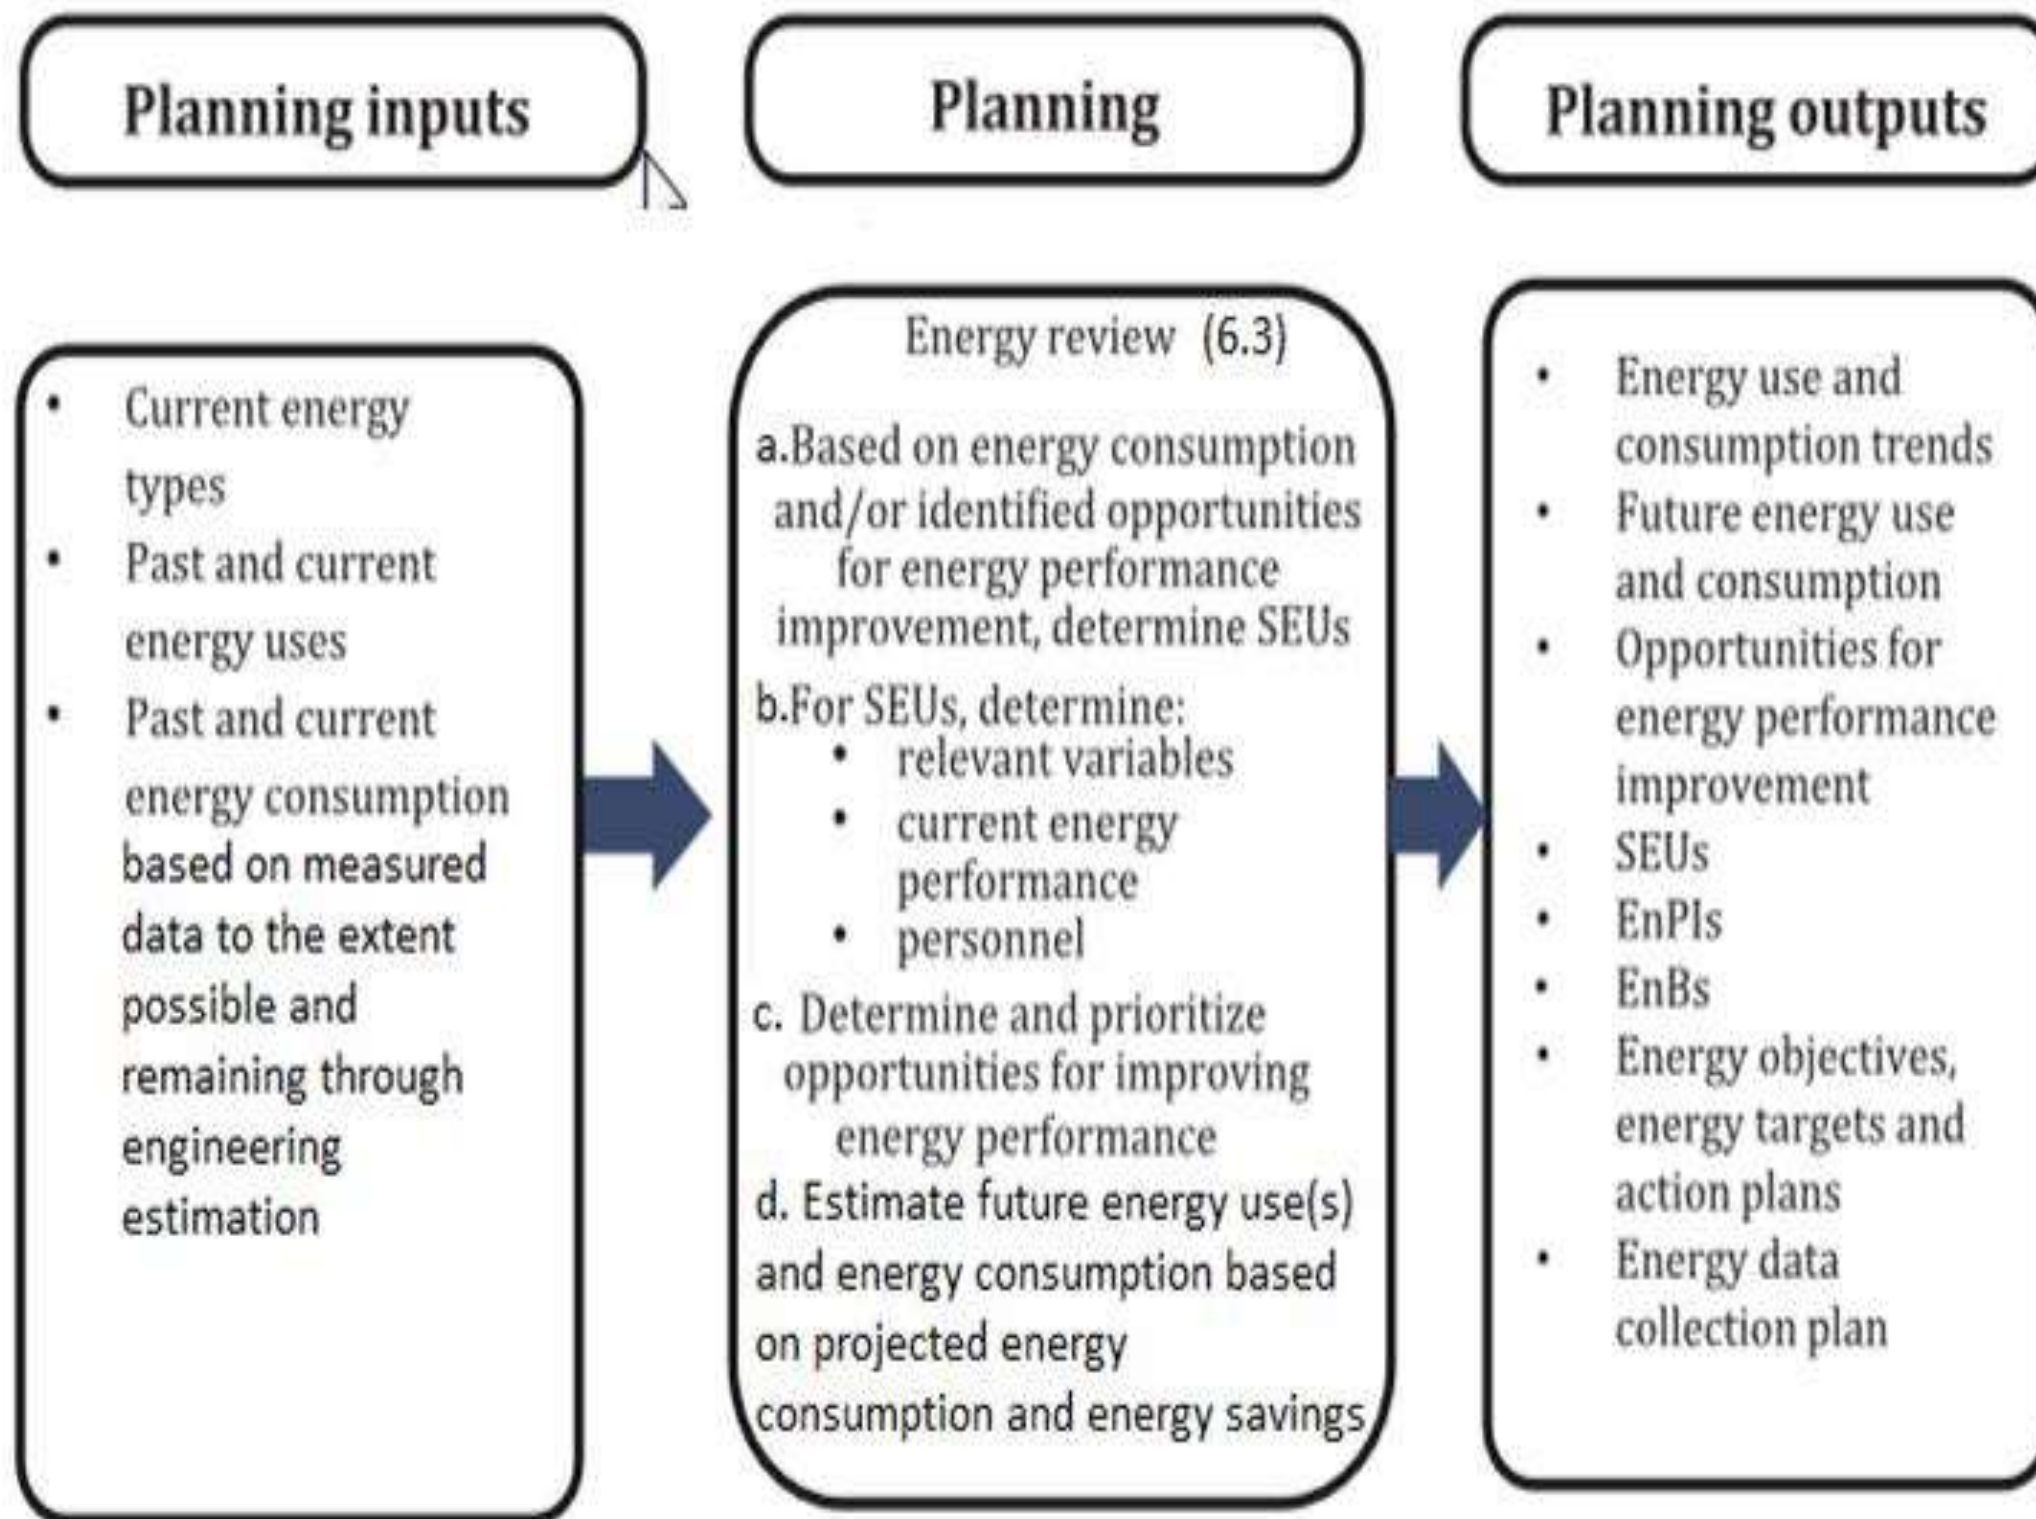 Planning inputs
Planning
Planning outputs
• Current energy
types
• Past and current
energy uses
• Past and current
energy consumption
based on measured
data to the extent
possible and
remaining through
engineering
estimation
Energy review (6.3)
a.Based on energy consumption
and/or identified opportunities
for energy performance
improvement, determine SEUs
b.For SEUs, determine:
• relevant variables
• current energy
performance
• personnel
c. Determine and prioritize
opportunities for improving
energy performance
d. Estimate future energy use(s)
and energy consumption based
on projected energy
consumption and energy savings
• Energy use and
consumption trends
• Future energy use
and consumption
• Opportunities for
energy performance
improvement
• SEUs
• EnPIs
• EnBs
• Energy objectives,
energy targets and
action plans
• Energy data
collection plan